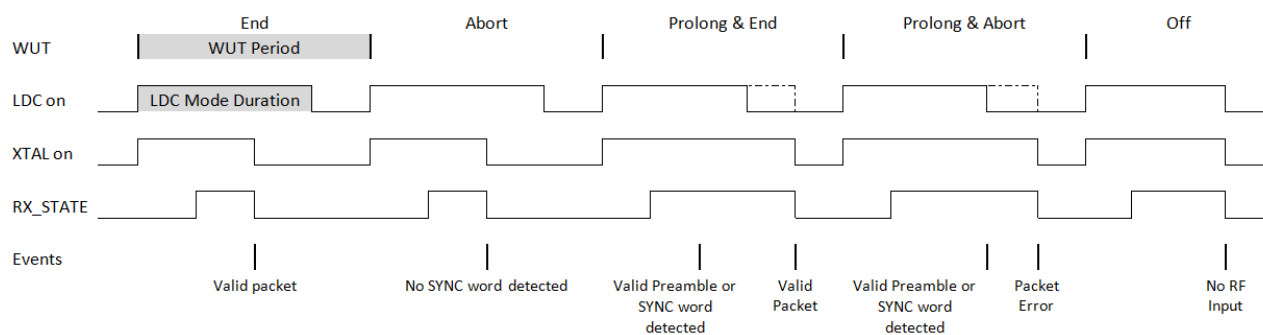 End
Abort
Prolong & End
Prolong & Abort
Off
WUT
WUT Period
LDC on
LDC Mode Duration
XTAL on
RX_STATE
Events
Valid packet
No SYNC word detected
Valid Preamble or
SYNC word
detected
Valid
Packet
Valid Preamble or
SYNC word
detected
Packet
Error
No RF
Input